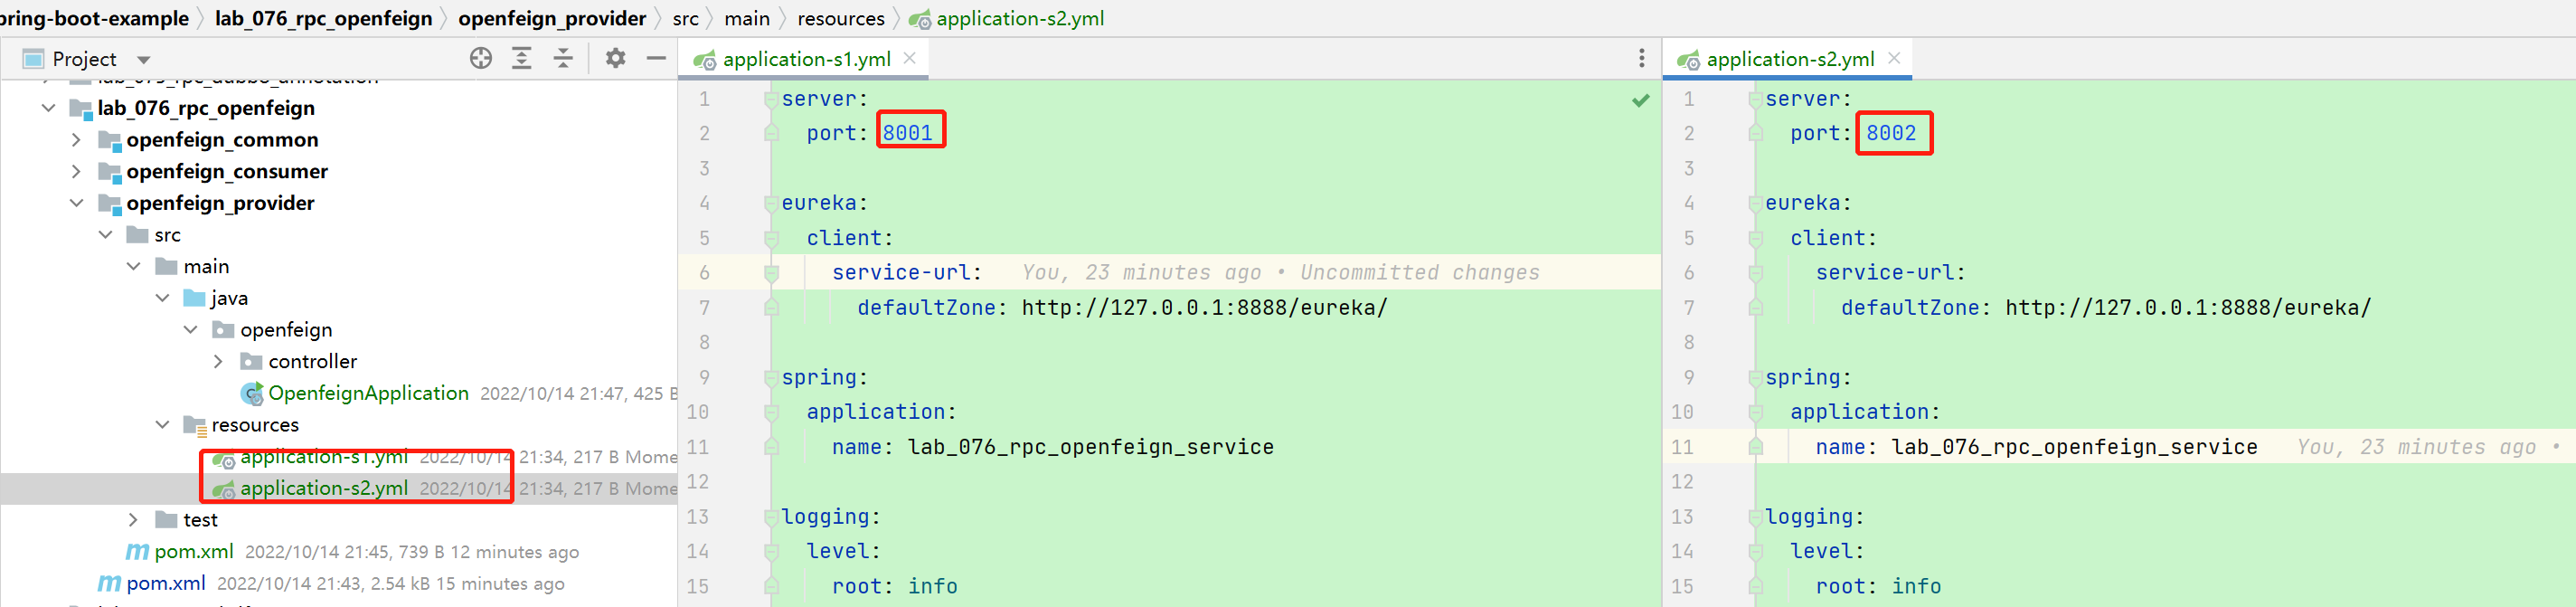 pring-boot-example lab_076_rpc_openfeign openfeign_provider src main resources application-s2.yml
Project
lab_075_rpc_dubbo_annotation
lab_076_rpc_openfeign
openfeign_common
openfeign_consumer
openfeign_provider
src
main
java
openfeign
controller
OpenfeignApplication 2022/10/14 21:47, 425 B
resources
application-s1.yml 2022/10/14 21:34, 217 B Mome
application-s2.yml 2022/10/14 21:34, 217 B Mome
test
pom.xml 2022/10/14 21:45, 739 B 12 minutes ago
pom.xml 2022/10/14 21:43, 2.54 kB 15 minutes ago
application-s1.yml
1 server:
2 port: 8001
3
4 eureka:
5 client:
6 service-url: You, 23 minutes ago • Uncommitted changes
7 defaultZone: http://127.0.0.1:8888/eureka/
8
9 spring:
10 application:
11 name: lab_076_rpc_openfeign_service
12
13 logging:
14 level:
15 root: info
application-s2.yml
1 server:
2 port: 8002
3
4 eureka:
5 client:
6 service-url:
7 defaultZone: http://127.0.0.1:8888/eureka/
8
9 spring:
10 application:
11 name: lab_076_rpc_openfeign_service You, 23 minutes ago •
12
13 logging:
14 level:
15 root: info